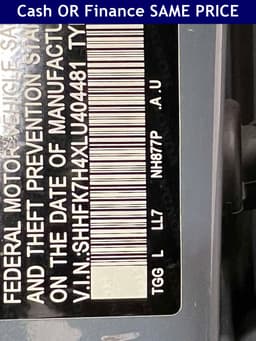 Cash OR Finance SAME PRICE
FEDERAL MOTOR VEHICLE SA
AND THEFT PREVENTION STA
ON THE DATE OF MANUFACTU
V.I.N.:SHHFK7H4XLU404481 TY
TGG L LL7 NH877P .A .U